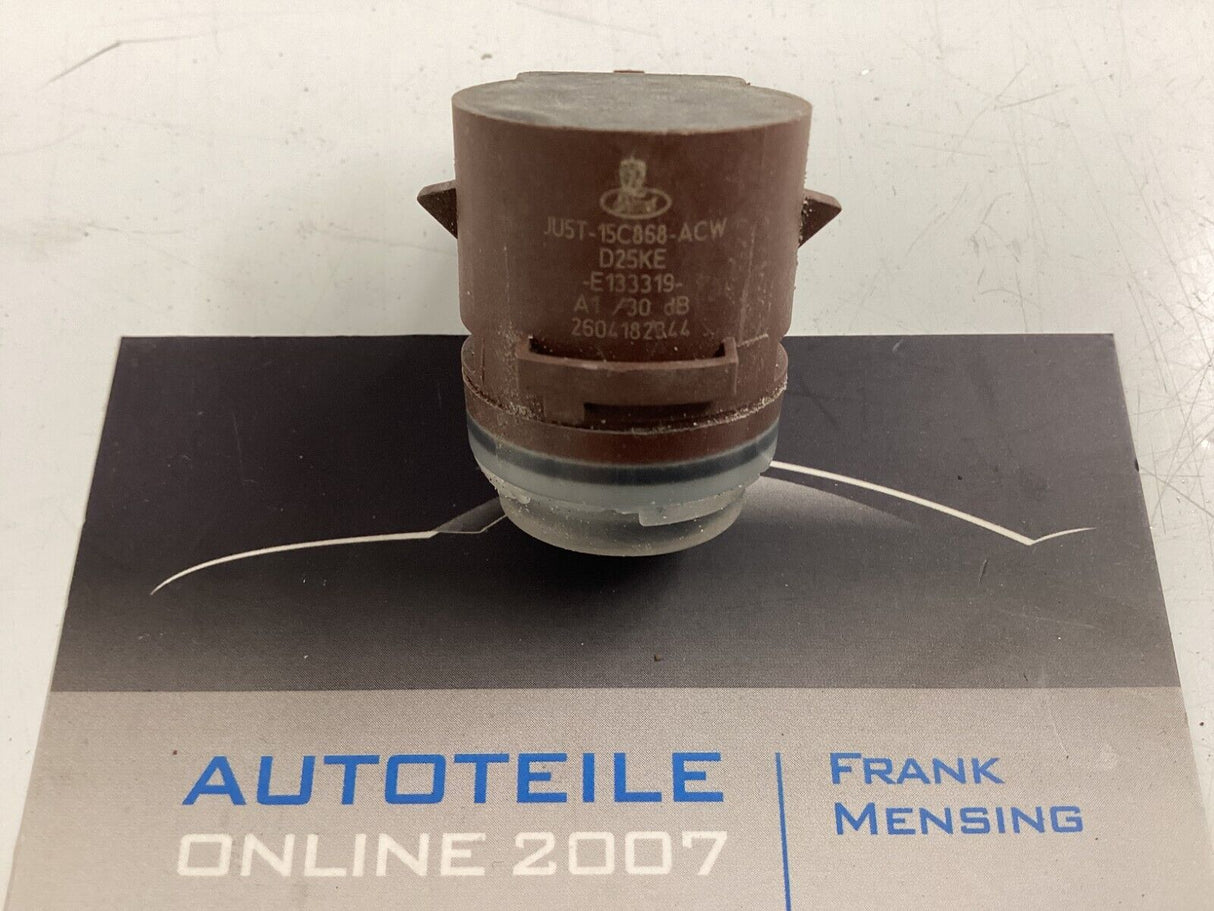 JU5T-15C868-ACW
D25KE
-E133319-
A1 /30 dB
2604182344
AUTOTEILE
ONLINE 2007
FRANK
MENSING